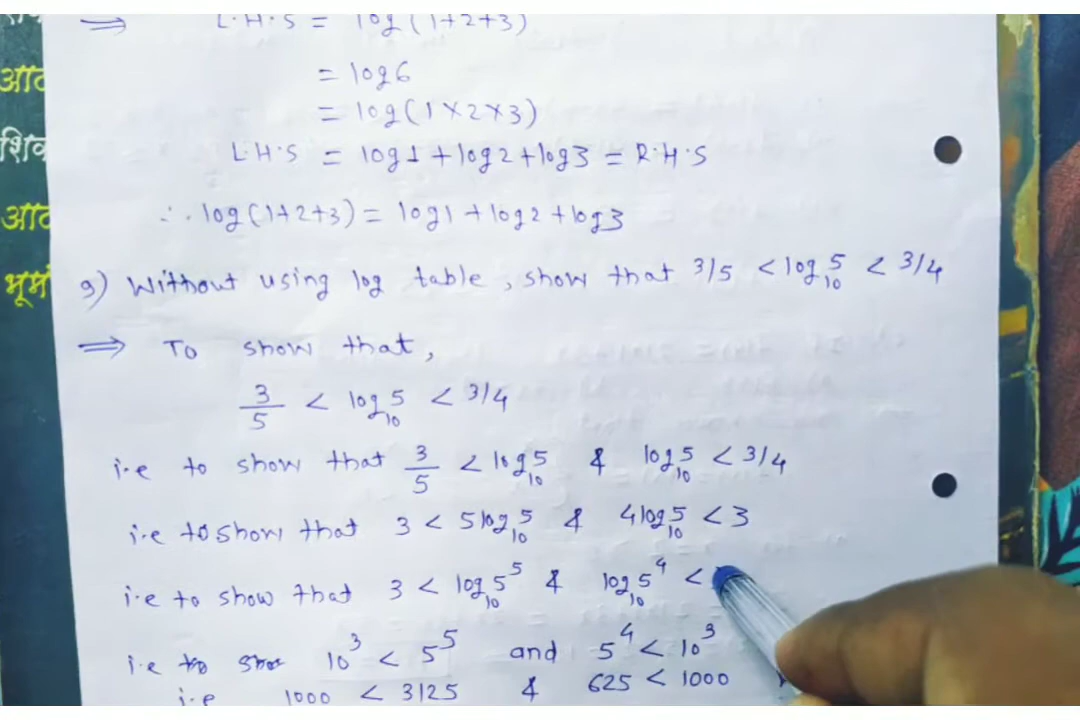 ⇒ L.H.S = log(1+2+3)
= log6
= log(1×2×3)
L.H.S = log1 + log2 + log3 = R.H.S
∴ log(1+2+3) = log1 + log2 + log3
9) Without using log table, show that 3/5 < log₁₀5 < 3/4
⇒ To show that,
3/5 < log₁₀5 < 3/4
i.e to show that 3/5 < log₁₀5 & log₁₀5 < 3/4
i.e to show that 3 < 5log₁₀5 & 4log₁₀5 < 3
i.e to show that 3 < log₁₀5⁵ & log₁₀5⁴ <
i.e 10³ < 5⁵ and 5⁴ < 10³
i.e 1000 < 3125 & 625 < 1000